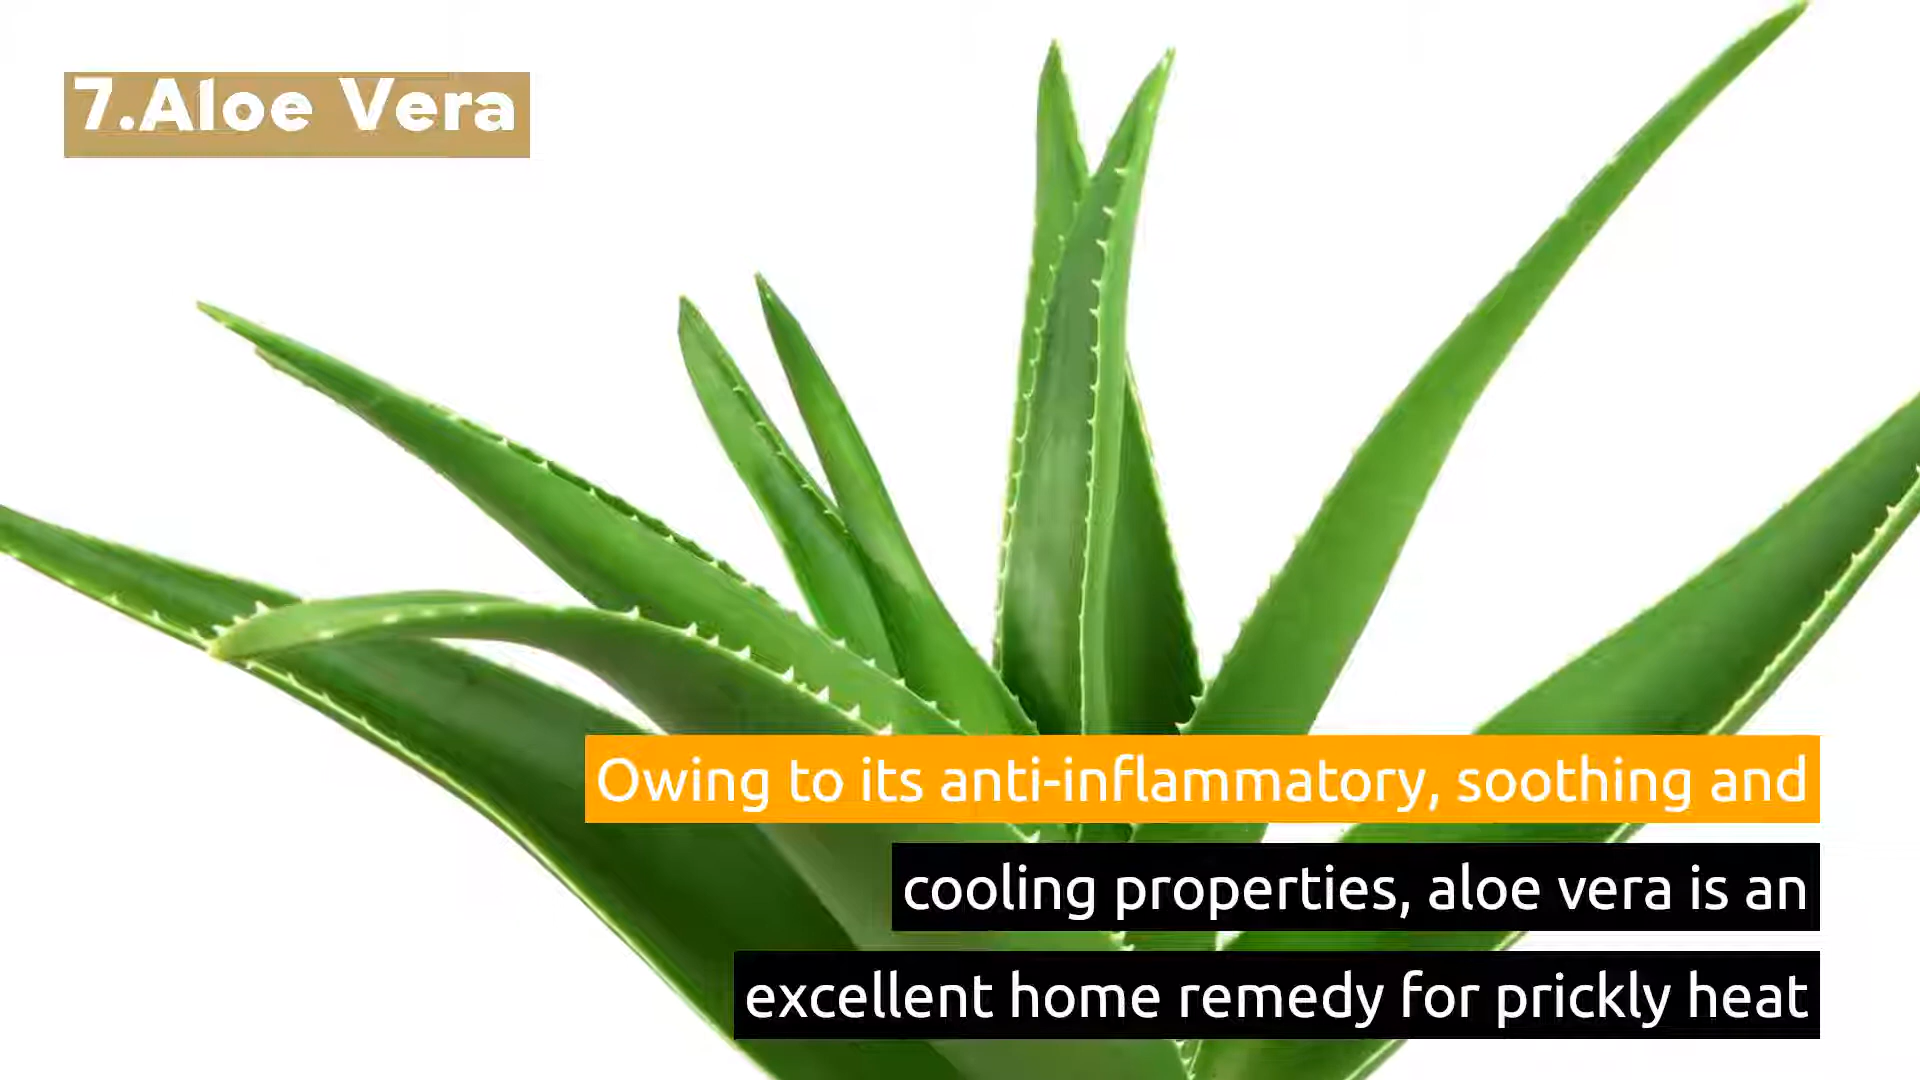 7.Aloe Vera
Owing to its anti-inflammatory, soothing and
cooling properties, aloe vera is an
excellent home remedy for prickly heat